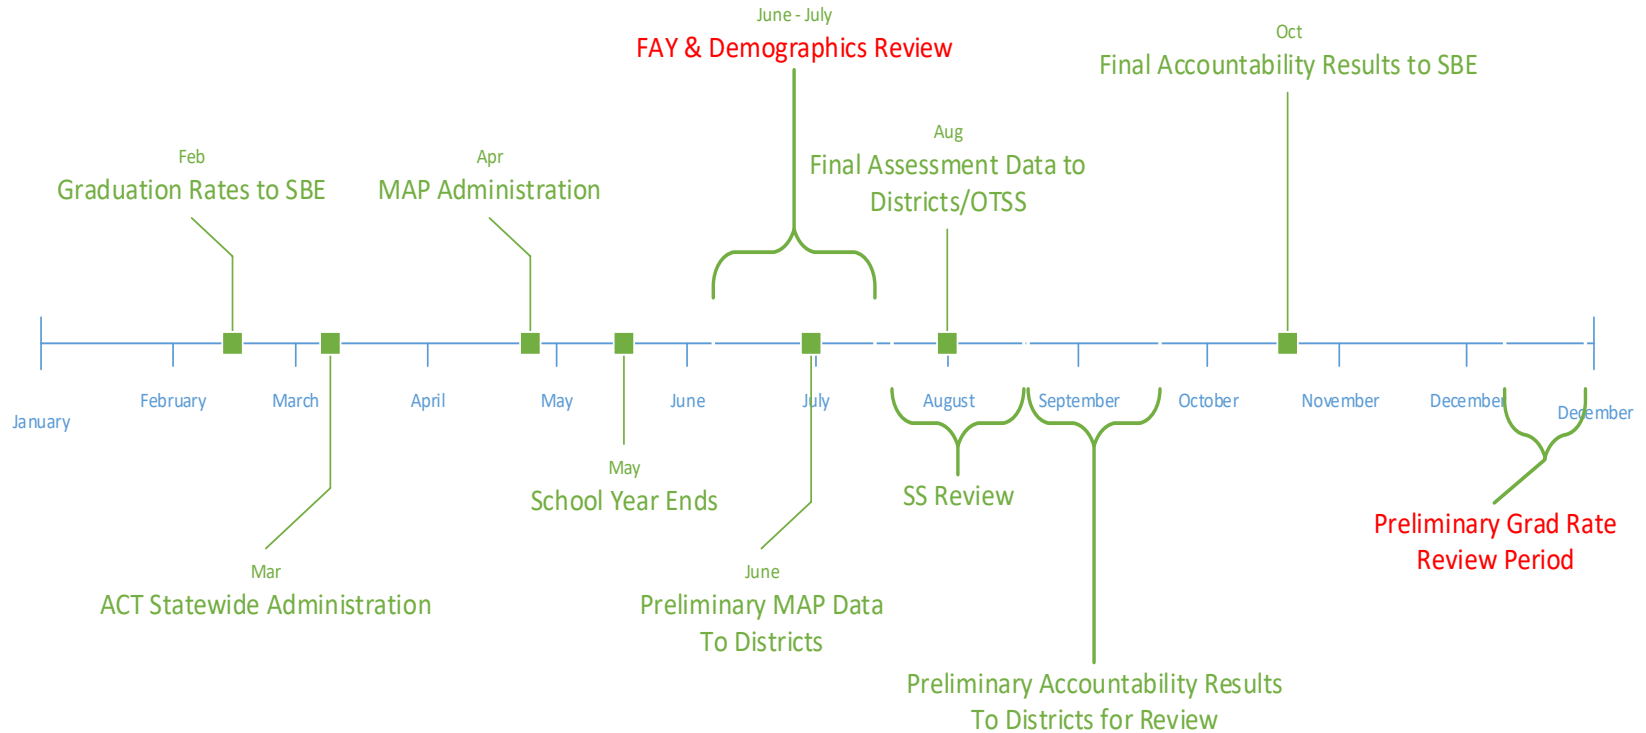 June - July
FAY & Demographics Review
Oct
Final Accountability Results to SBE
Aug
Final Assessment Data to
Districts/OTSS
Feb
Graduation Rates to SBE
Apr
MAP Administration
January
February
March
April
May
June
July
August
September
October
November
December
December
May
School Year Ends
SS Review
Preliminary Grad Rate
Review Period
Mar
ACT Statewide Administration
June
Preliminary MAP Data
To Districts
Preliminary Accountability Results
To Districts for Review